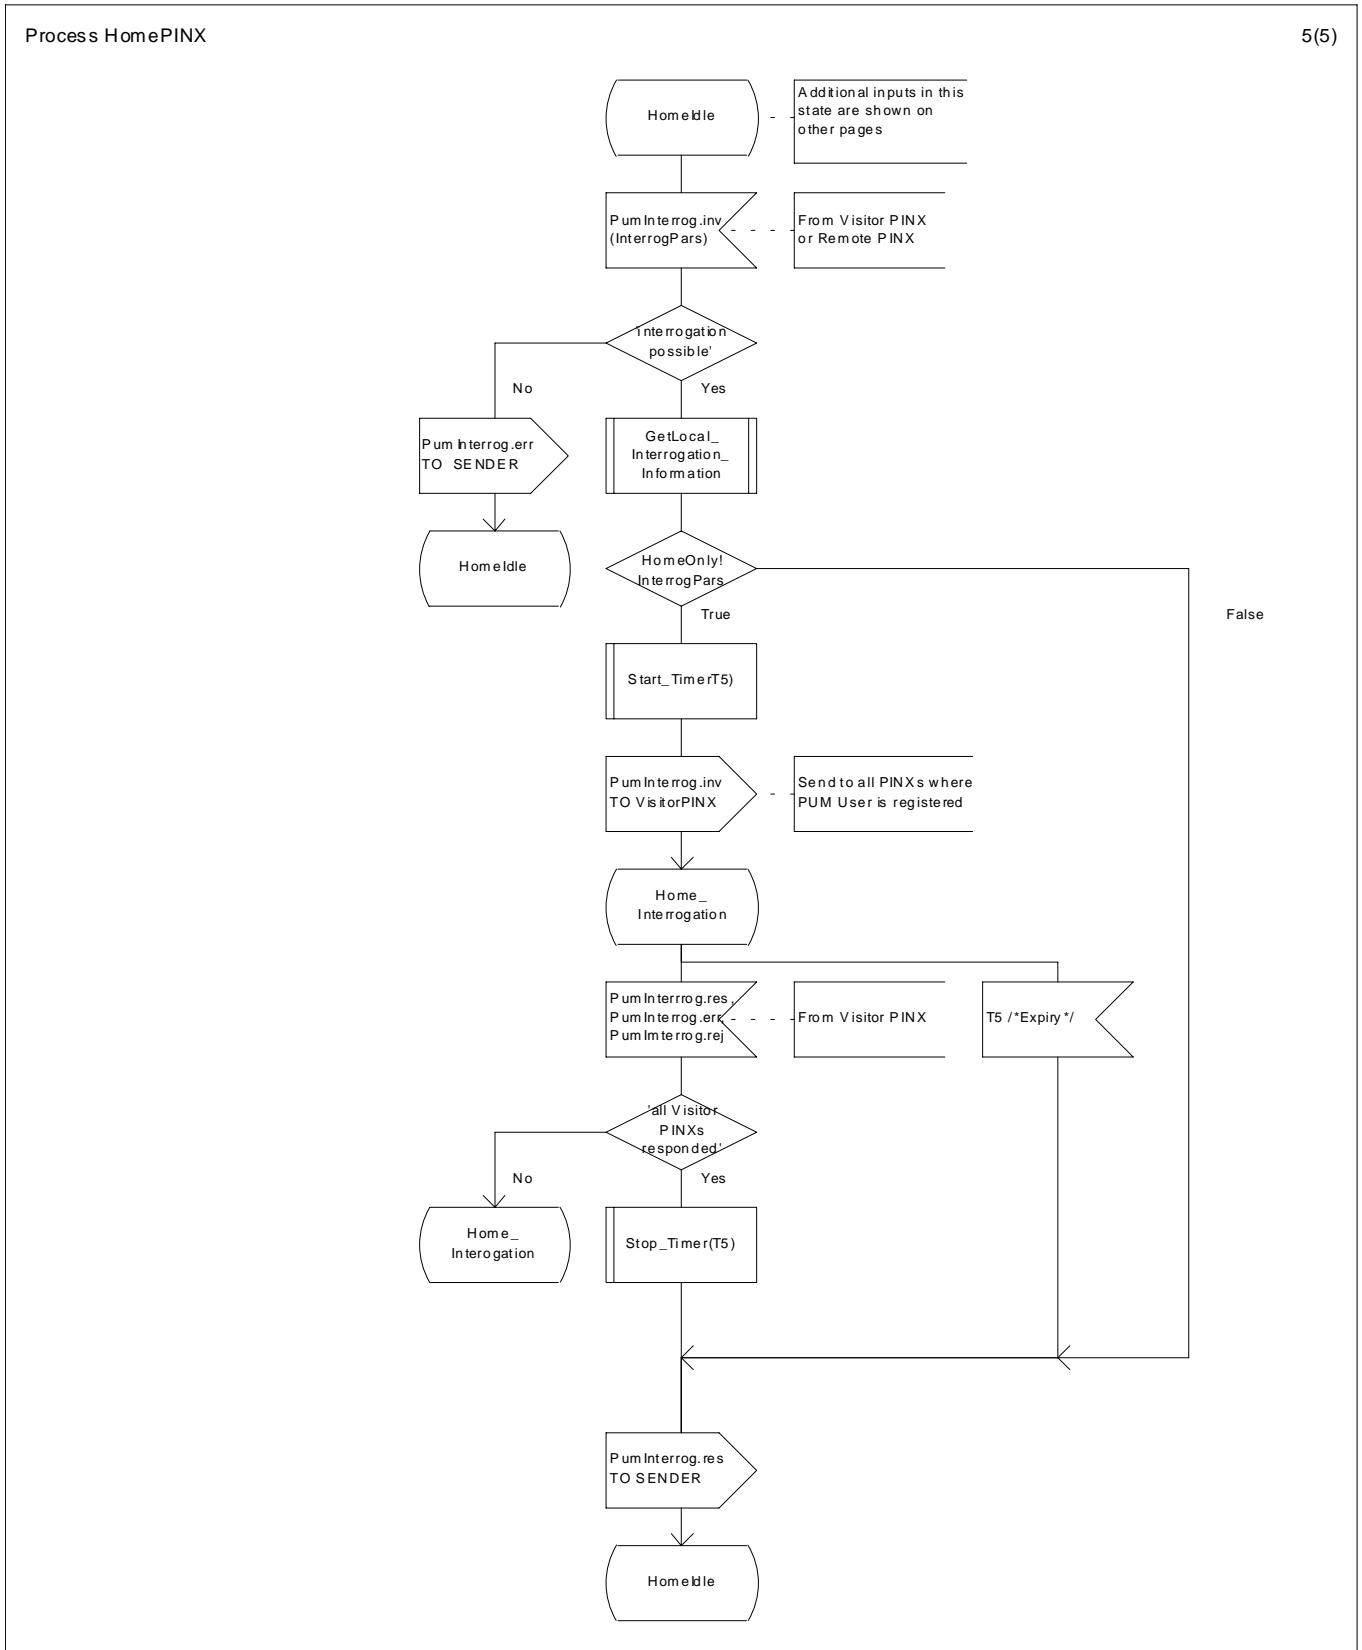 Process HomePINX
5(5)
HomeIdle
Additional inputs in this
state are shown on
other pages
PumInterrog.inv
(InterrogPars)
From Visitor PINX
or Remote PINX
'interrogation
possible'
No
Yes
PumInterrog.err
TO SENDER
GetLocal_
Interrogation_
Information
HomeIdle
HomeOnly!
InterrogPars
True
False
Start_TimerT5)
PumInterrog.inv
TO VisitorPINX
Send to all PINXs where
PUM User is registered
Home_
Interrogation
PumInterrog.res,
PumInterrog.err,
PumImterrog.rej
From Visitor PINX
T5 /*Expiry*/
'all Visitor
PINXs
responded'
No
Yes
Home_
Interogation
Stop_Timer(T5)
PumInterrog.res
TO SENDER
HomeIdle